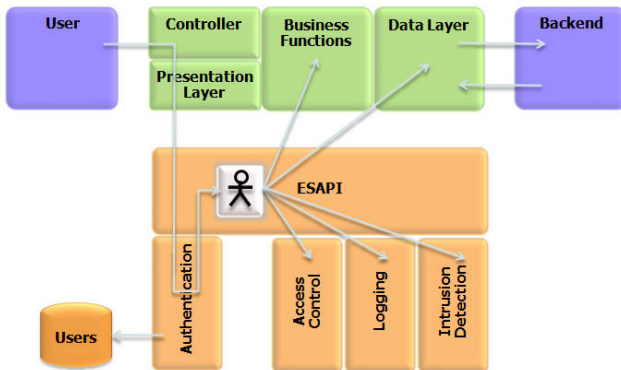 User
Controller
Business
Functions
Data Layer
Backend
Presentation
Layer
ESAPI
Authentication
Access
Control
Logging
Intrusion
Detection
Users